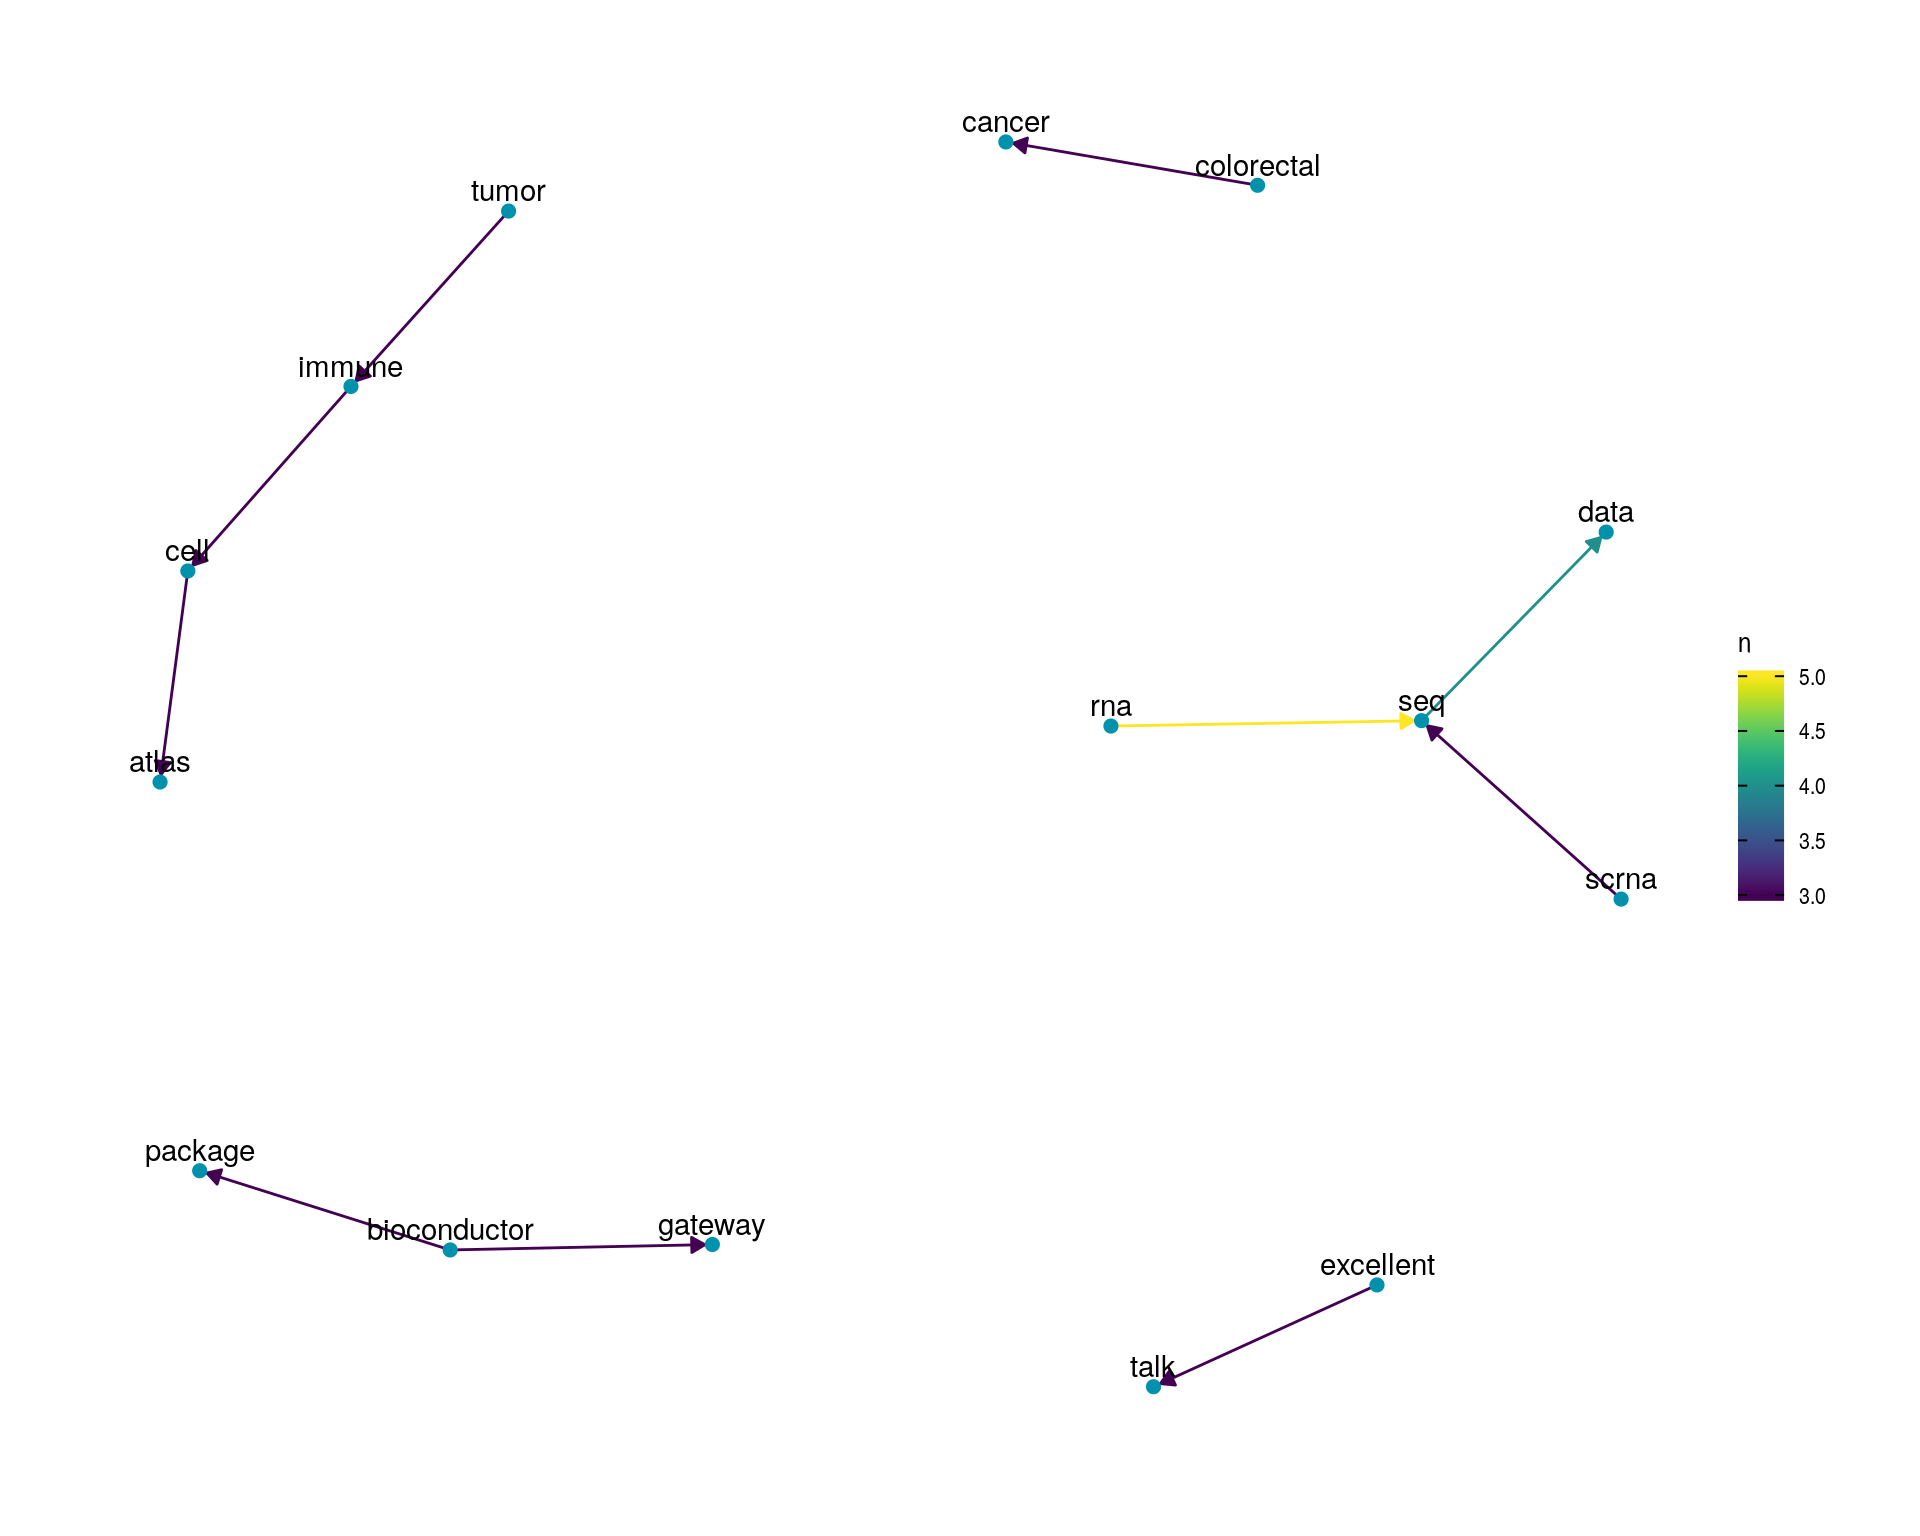 cancer
colorectal
tumor
immune
data
cell
n
5.0
rna
seq
4.5
atlas
4.0
3.5
scrna
3.0
package
bioconductor
gateway
excellent
talk